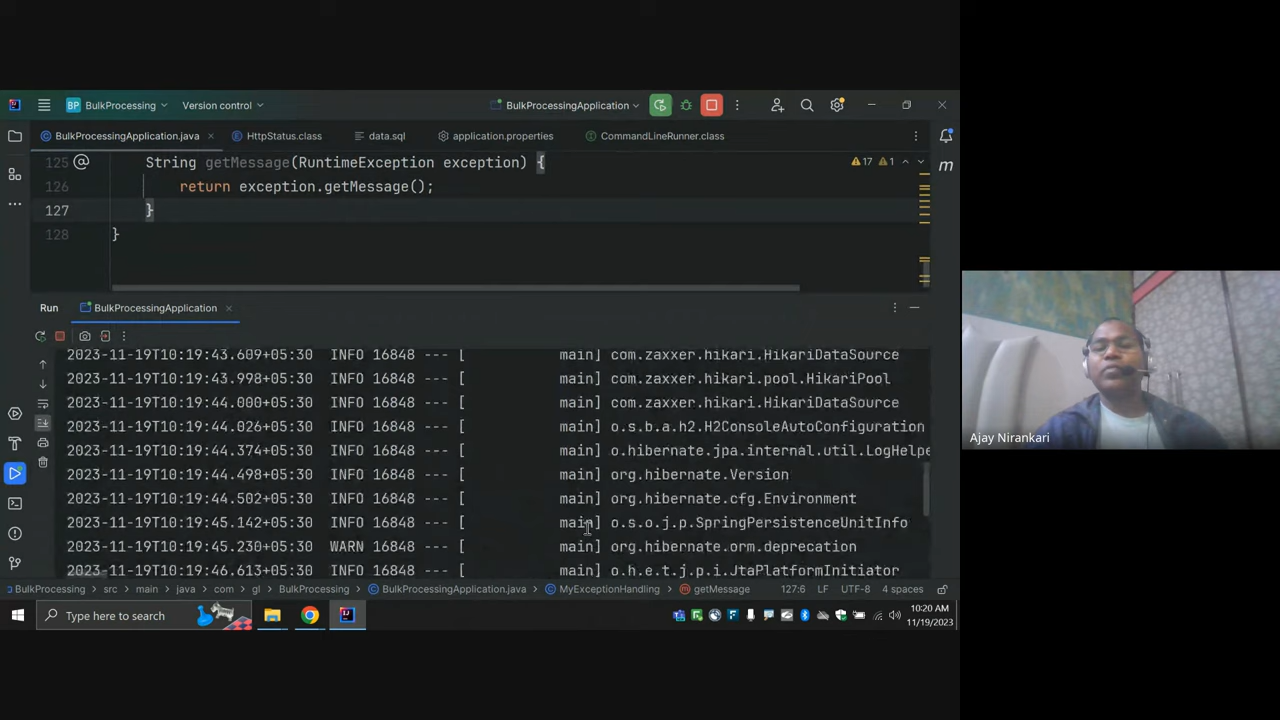 BP BulkProcessing Version control BulkProcessingApplication
BulkProcessingApplication.java HttpStatus.class data.sql application.properties CommandLineRunner.class
125 String getMessage(RuntimeException exception) { 17 1
126 return exception.getMessage();
127 }
128 }
Run BulkProcessingApplication
2023-11-19T10:19:43.609+05:30 INFO 16848 --- [ main] com.zaxxer.hikari.HikariDataSource
2023-11-19T10:19:43.998+05:30 INFO 16848 --- [ main] com.zaxxer.hikari.pool.HikariPool
2023-11-19T10:19:44.000+05:30 INFO 16848 --- [ main] com.zaxxer.hikari.HikariDataSource
2023-11-19T10:19:44.026+05:30 INFO 16848 --- [ main] o.s.b.a.h2.H2ConsoleAutoConfiguration
2023-11-19T10:19:44.374+05:30 INFO 16848 --- [ main] o.hibernate.jpa.internal.util.LogHelpe
2023-11-19T10:19:44.498+05:30 INFO 16848 --- [ main] org.hibernate.Version
2023-11-19T10:19:44.502+05:30 INFO 16848 --- [ main] org.hibernate.cfg.Environment
2023-11-19T10:19:45.142+05:30 INFO 16848 --- [ main] o.s.o.j.p.SpringPersistenceUnitInfo
2023-11-19T10:19:45.230+05:30 WARN 16848 --- [ main] org.hibernate.orm.deprecation
2023-11-19T10:19:46.613+05:30 INFO 16848 --- [ main] o.h.e.t.j.p.i.JtaPlatformInitiator
BulkProcessing > src > main > java > com > gl > BulkProcessing > BulkProcessingApplication.java > MyExceptionHandling > getMessage 127:6 LF UTF-8 4 spaces
Type here to search
10:20 AM
11/19/2023
Ajay Nirankari